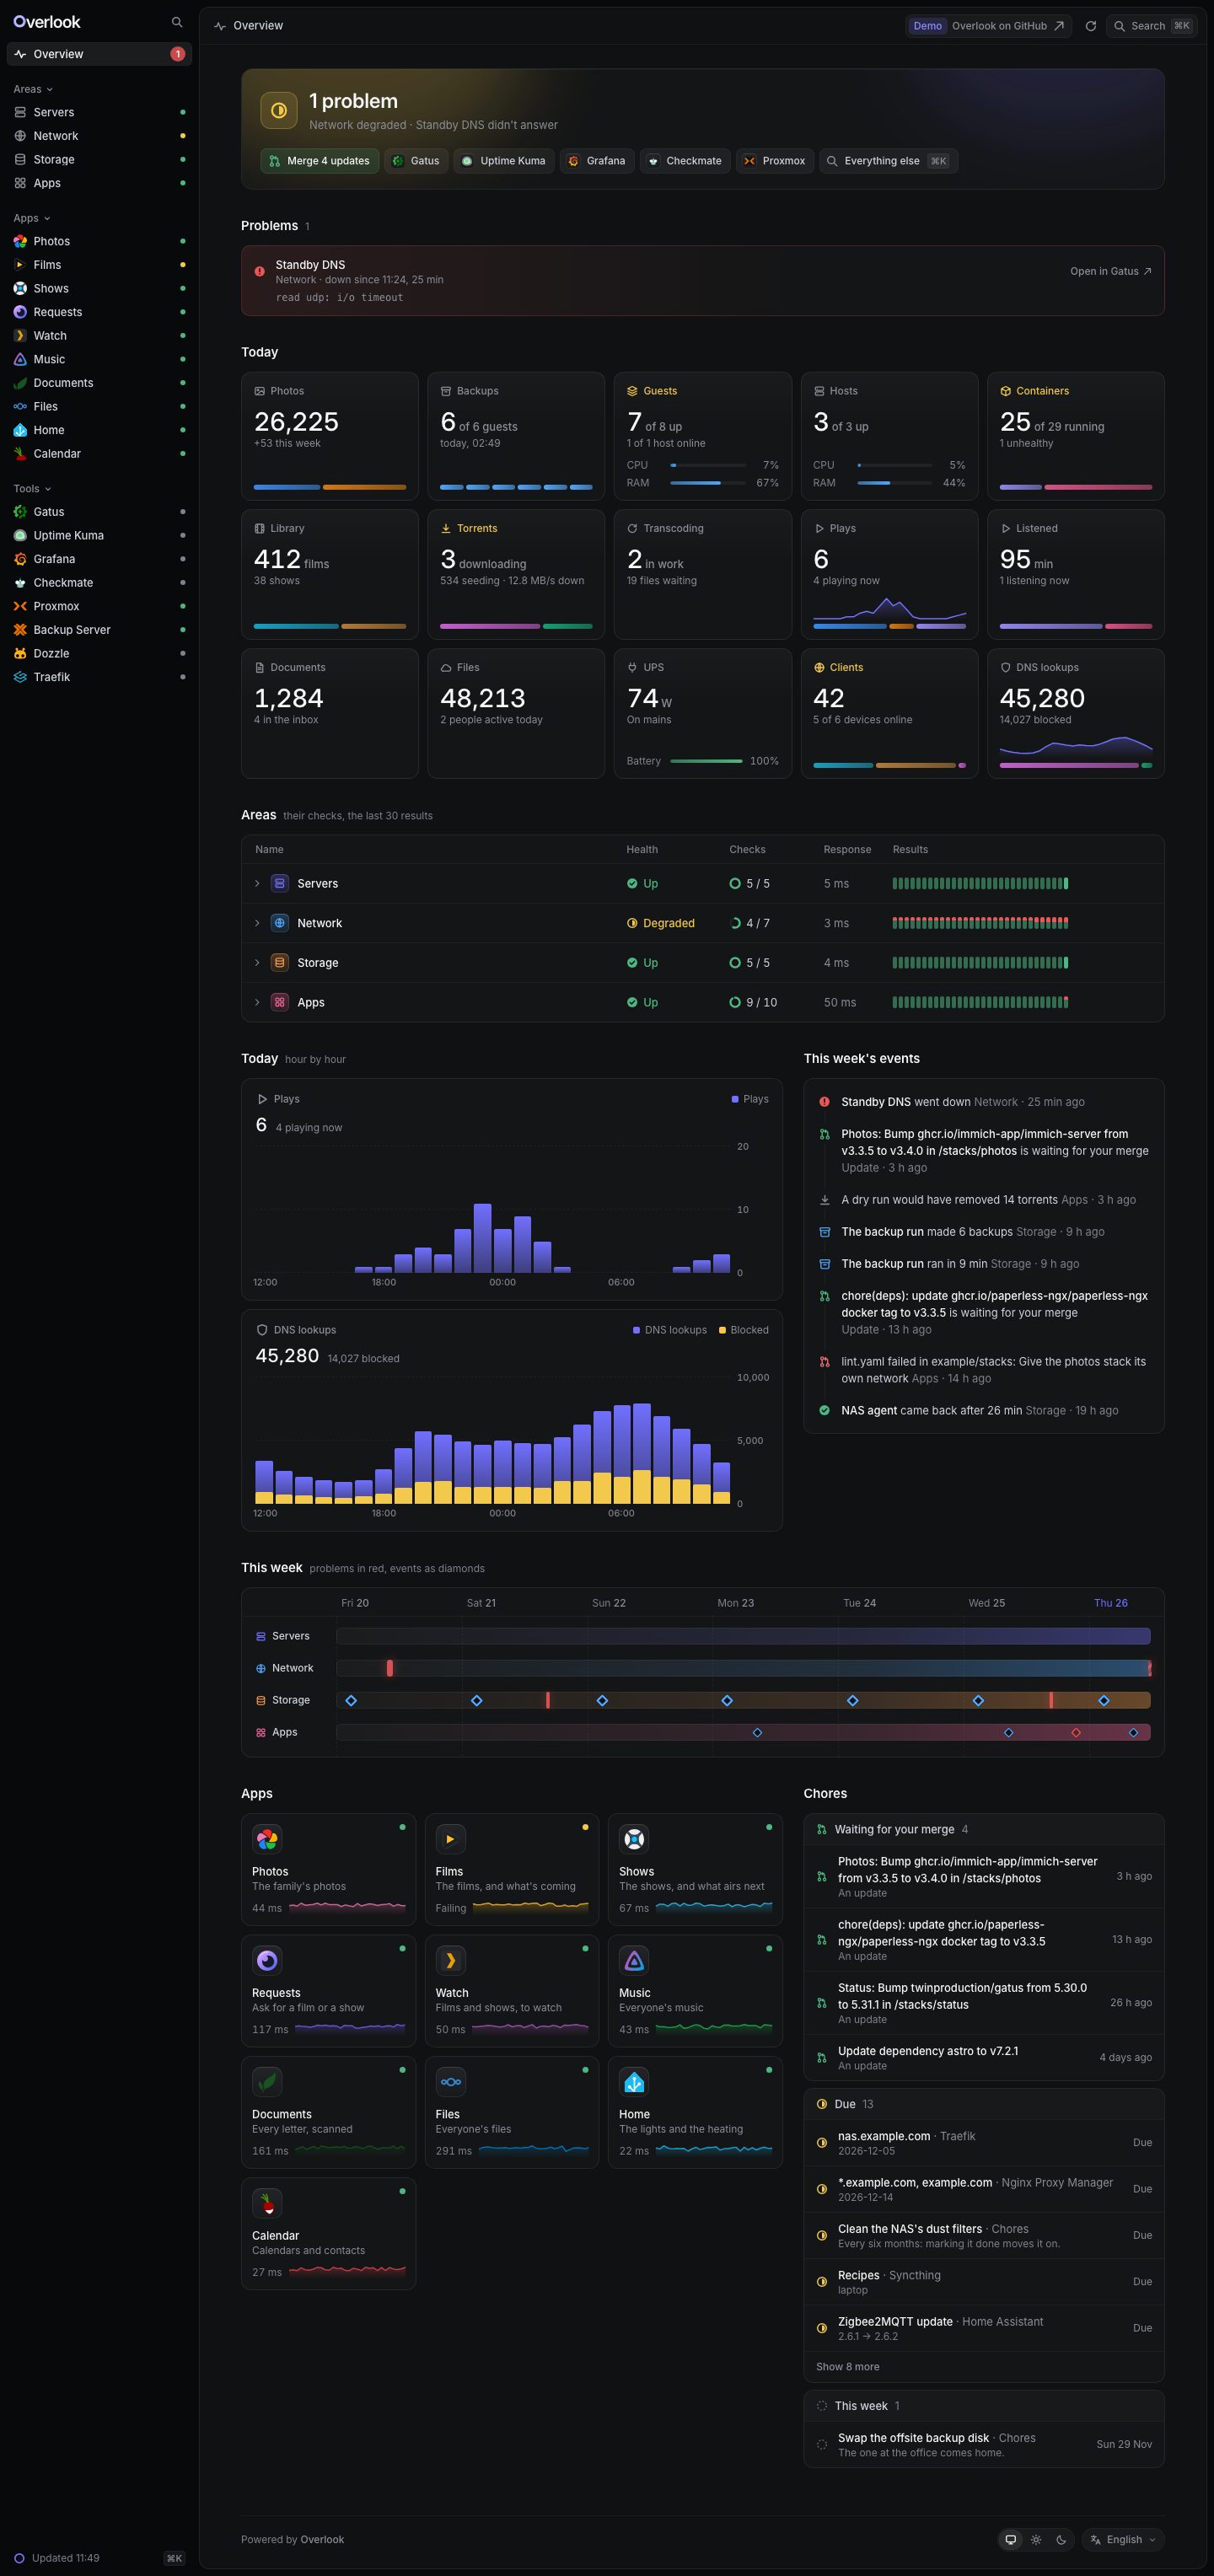 Overlook
Overview
1
Areas
Servers
Network
Storage
Apps
Apps
Photos
Films
Shows
Requests
Watch
Music
Documents
Files
Home
Calendar
Tools
Gatus
Uptime Kuma
Grafana
Checkmate
Proxmox
Backup Server
Dozzle
Traefik
Updated 11:49
⌘K
Overview
Demo Overlook on GitHub
Search ⌘K
1 problem
Network degraded · Standby DNS didn't answer
Merge 4 updates
Gatus
Uptime Kuma
Grafana
Checkmate
Proxmox
Everything else ⌘K
Problems 1
Standby DNS
Network · down since 11:24, 25 min
read udp: i/o timeout
Open in Gatus
Today
Photos
26,225
+53 this week
Backups
6 of 6 guests
today, 02:49
Guests
7 of 8 up
1 of 1 host online
CPU 7%
RAM 67%
Hosts
3 of 3 up
CPU 5%
RAM 44%
Containers
25 of 29 running
1 unhealthy
Library
412 films
38 shows
Torrents
3 downloading
534 seeding · 12.8 MB/s down
Transcoding
2 in work
19 files waiting
Plays
6
4 playing now
Listened
95 min
1 listening now
Documents
1,284
4 in the inbox
Files
48,213
2 people active today
UPS
74 W
On mains
Battery 100%
Clients
42
5 of 6 devices online
DNS lookups
45,280
14,027 blocked
Areas their checks, the last 30 results
Name Health Checks Response Results
Servers Up 5 / 5 5 ms
Network Degraded 4 / 7 3 ms
Storage Up 5 / 5 4 ms
Apps Up 9 / 10 50 ms
Today hour by hour
Plays
Plays
6 4 playing now
20
10
0
12:00 18:00 00:00 06:00
DNS lookups
DNS lookups Blocked
45,280 14,027 blocked
10,000
5,000
0
12:00 18:00 00:00 06:00
This week's events
Standby DNS went down Network · 25 min ago
Photos: Bump ghcr.io/immich-app/immich-server from
v3.3.5 to v3.4.0 in /stacks/photos is waiting for your merge
Update · 3 h ago
A dry run would have removed 14 torrents Apps · 3 h ago
The backup run made 6 backups Storage · 9 h ago
The backup run ran in 9 min Storage · 9 h ago
chore(deps): update ghcr.io/paperless-ngx/paperless-ngx
docker tag to v3.3.5 is waiting for your merge
Update · 13 h ago
lint.yaml failed in example/stacks: Give the photos stack its
own network Apps · 14 h ago
NAS agent came back after 26 min Storage · 19 h ago
This week problems in red, events as diamonds
Fri 20 Sat 21 Sun 22 Mon 23 Tue 24 Wed 25 Thu 26
Servers
Network
Storage
Apps
Apps
Photos
The family's photos
44 ms
Films
The films, and what's coming
Failing
Shows
The shows, and what airs next
67 ms
Requests
Ask for a film or a show
117 ms
Watch
Films and shows, to watch
50 ms
Music
Everyone's music
43 ms
Documents
Every letter, scanned
161 ms
Files
Everyone's files
291 ms
Home
The lights and the heating
22 ms
Calendar
Calendars and contacts
27 ms
Chores
Waiting for your merge 4
Photos: Bump ghcr.io/immich-app/immich-server
from v3.3.5 to v3.4.0 in /stacks/photos
An update
3 h ago
chore(deps): update ghcr.io/paperless-
ngx/paperless-ngx docker tag to v3.3.5
An update
13 h ago
Status: Bump twinproduction/gatus from 5.30.0
to 5.31.1 in /stacks/status
An update
26 h ago
Update dependency astro to v7.2.1
An update
4 days ago
Due 13
nas.example.com · Traefik
2026-12-05
Due
*.example.com, example.com · Nginx Proxy Manager
2026-12-14
Due
Clean the NAS's dust filters · Chores
Every six months: marking it done moves it on.
Due
Recipes · Syncthing
laptop
Due
Zigbee2MQTT update · Home Assistant
2.6.1 → 2.6.2
Due
Show 8 more
This week 1
Swap the offsite backup disk · Chores
The one at the office comes home.
Sun 29 Nov
Powered by Overlook
English